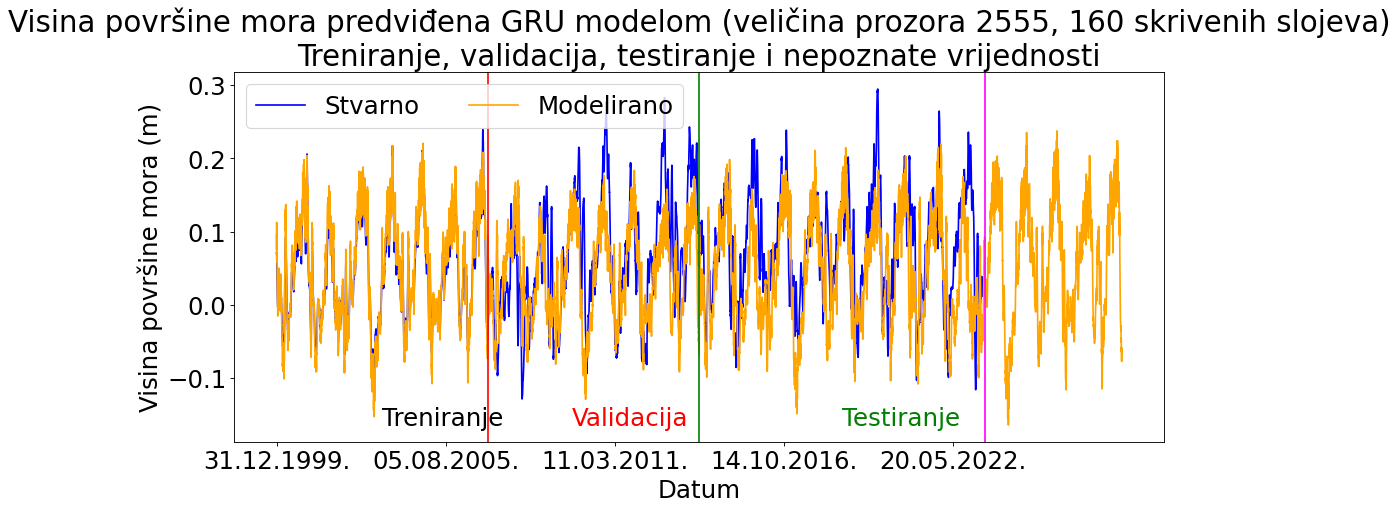 Visina površine mora predviđena GRU modelom (veličina prozora 2555, 160 skrivenih slojeva)
Treniranje, validacija, testiranje i nepoznate vrijednosti
Stvarno Modelirano
Visina površine mora (m)
0.3
0.2
0.1
0.0
−0.1
Treniranje Validacija Testiranje
31.12.1999. 05.08.2005. 11.03.2011. 14.10.2016. 20.05.2022.
Datum